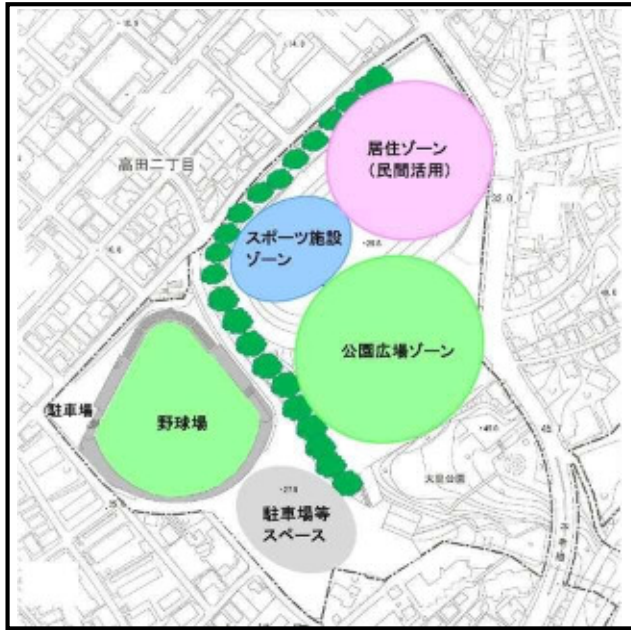 高田二丁目
居住ゾーン
(民間活用)
32.0
スポーツ施設
ゾーン
公園広場ゾーン
駐車場
野球場
駐車場等
スペース